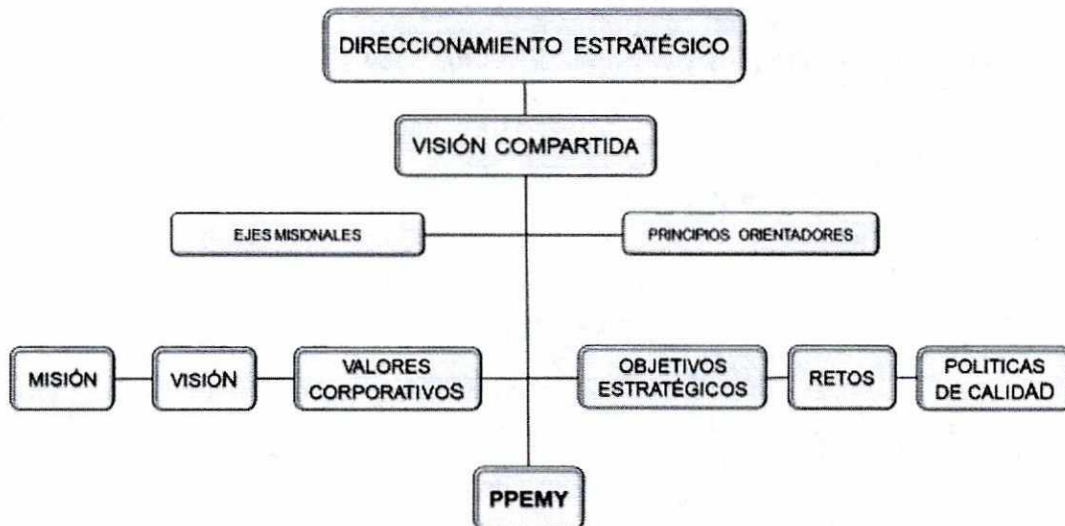 DIRECCIONAMIENTO ESTRATÉGICO
VISIÓN COMPARTIDA
EJES MISIONALES
PRINCIPIOS ORIENTADORES
MISIÓN
VISIÓN
VALORES
CORPORATIVOS
OBJETIVOS
ESTRATÉGICOS
RETOS
POLITICAS
DE CALIDAD
PPEMY